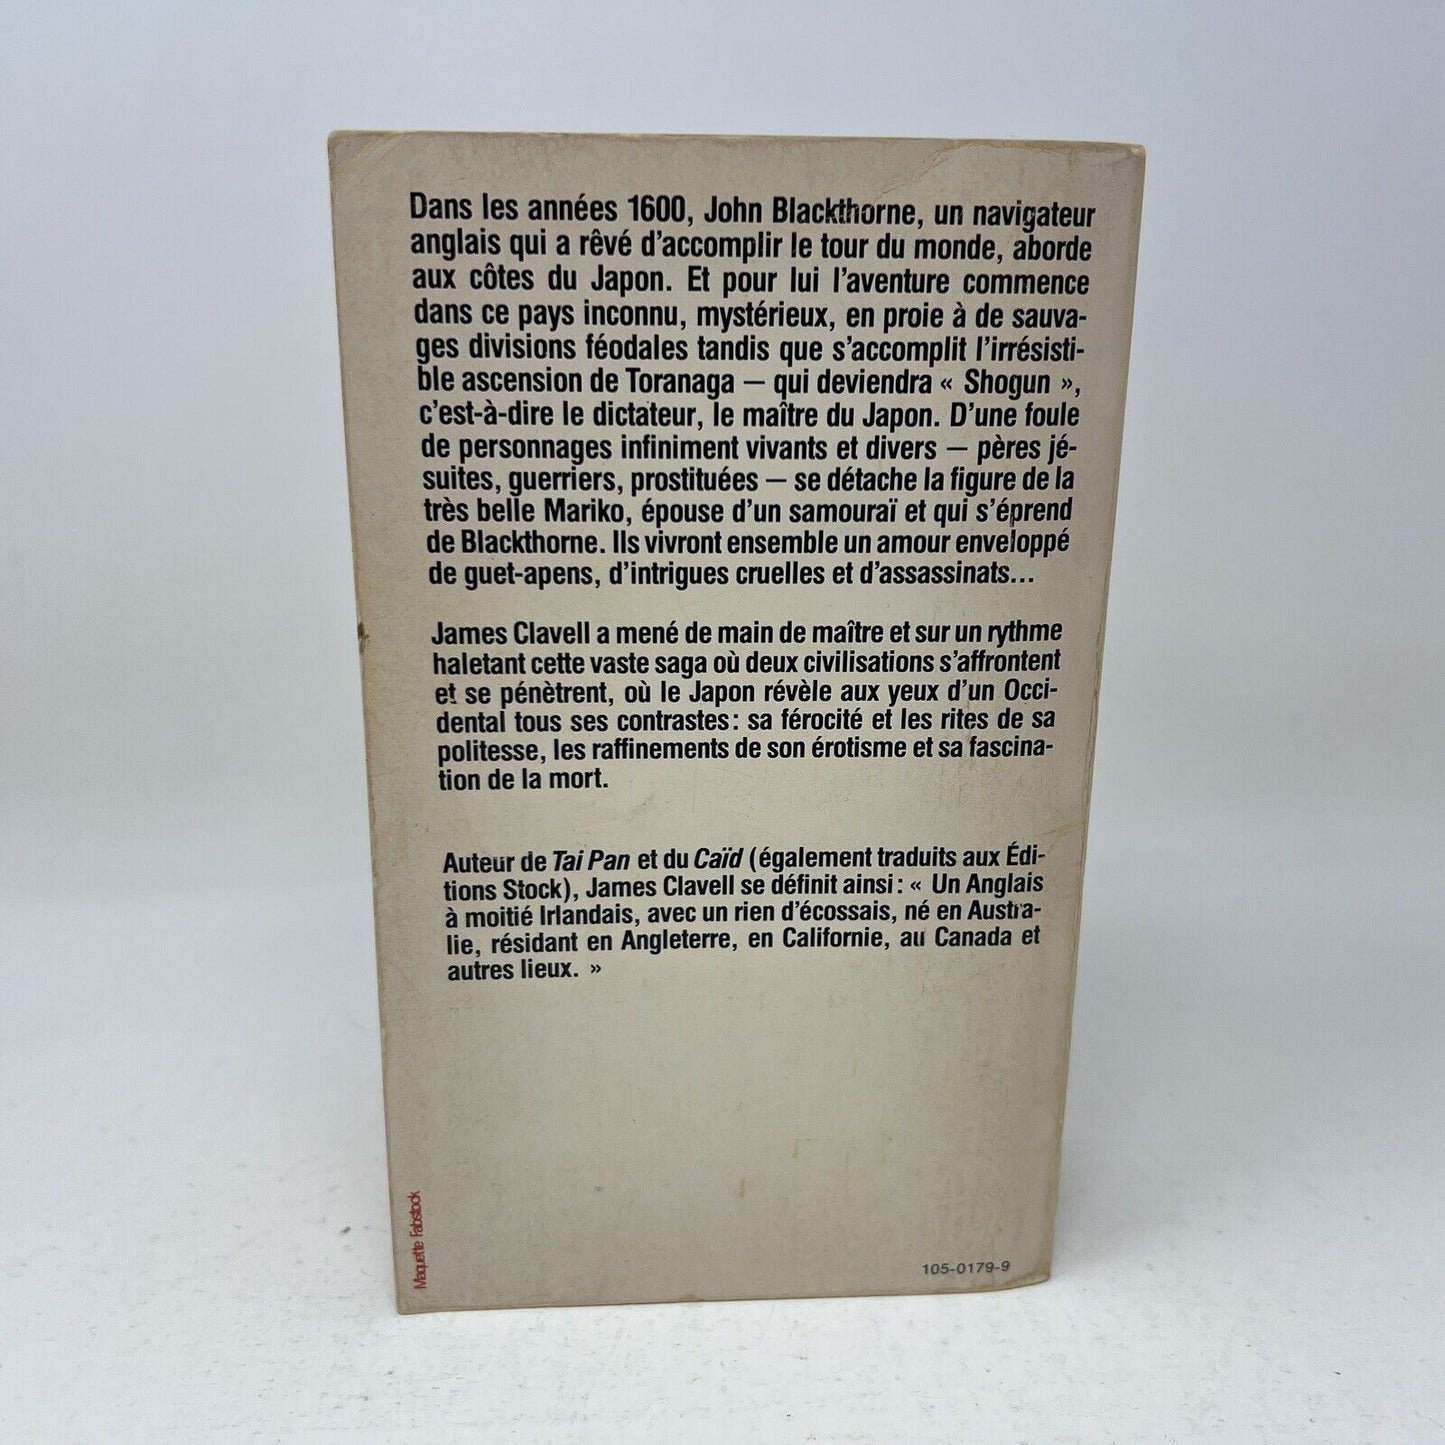 Dans les années 1600, John Blackthorne, un navigateur
anglais qui a rêvé d'accomplir le tour du monde, aborde
aux côtes du Japon. Et pour lui l'aventure commence
dans ce pays inconnu, mystérieux, en proie à de sauva-
ges divisions féodales tandis que s'accomplit l'irrésisti-
ble ascension de Toranaga — qui deviendra « Shogun »,
c'est-à-dire le dictateur, le maître du Japon. D'une foule
de personnages infiniment vivants et divers — pères jé-
suites, guerriers, prostituées — se détache la figure de la
très belle Mariko, épouse d'un samouraï et qui s'éprend
de Blackthorne. Ils vivront ensemble un amour enveloppé
de guet-apens, d'intrigues cruelles et d'assassinats...
James Clavell a mené de main de maître et sur un rythme
haletant cette vaste saga où deux civilisations s'affrontent
et se pénètrent, où le Japon révèle aux yeux d'un Occi-
dental tous ses contrastes : sa férocité et les rites de sa
politesse, les raffinements de son érotisme et sa fascina-
tion de la mort.
Auteur de Tai Pan et du Caïd (également traduits aux Édi-
tions Stock), James Clavell se définit ainsi : « Un Anglais
à moitié Irlandais, avec un rien d'écossais, né en Austra-
lie, résidant en Angleterre, en Californie, au Canada et
autres lieux. »
Maquette Fabstock
105-0179-9